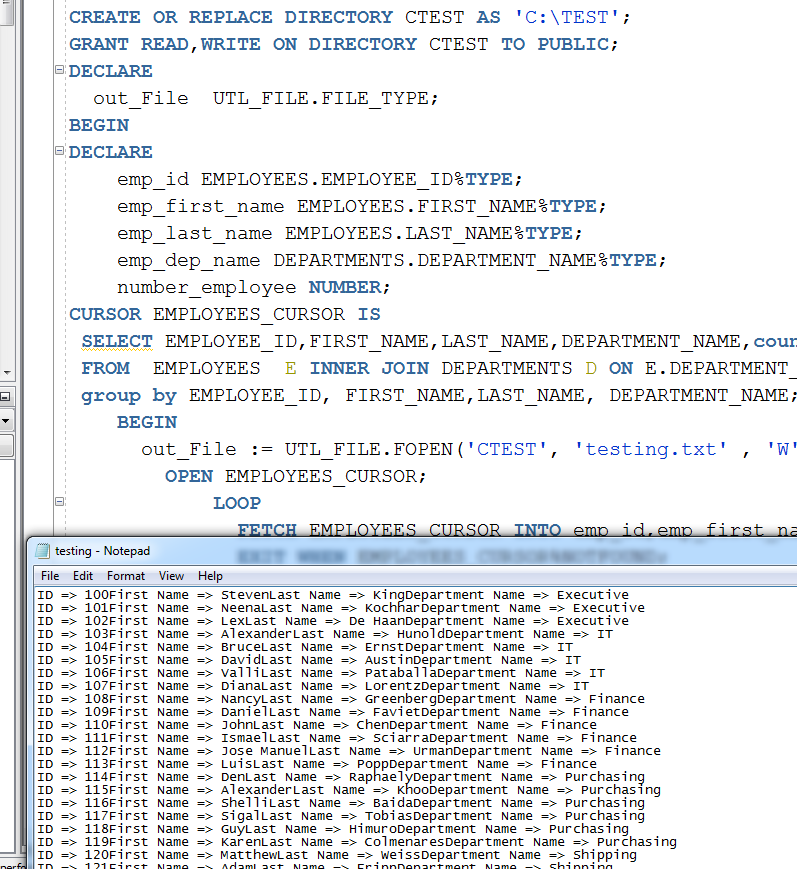 CREATE OR REPLACE DIRECTORY CTEST AS 'C:\TEST';
GRANT READ,WRITE ON DIRECTORY CTEST TO PUBLIC;
DECLARE
out_File UTL_FILE.FILE_TYPE;
BEGIN
DECLARE
emp_id EMPLOYEES.EMPLOYEE_ID%TYPE;
emp_first_name EMPLOYEES.FIRST_NAME%TYPE;
emp_last_name EMPLOYEES.LAST_NAME%TYPE;
emp_dep_name DEPARTMENTS.DEPARTMENT_NAME%TYPE;
number_employee NUMBER;
CURSOR EMPLOYEES_CURSOR IS
SELECT EMPLOYEE_ID,FIRST_NAME,LAST_NAME,DEPARTMENT_NAME,coun
FROM EMPLOYEES E INNER JOIN DEPARTMENTS D ON E.DEPARTMENT_
group by EMPLOYEE_ID, FIRST_NAME,LAST_NAME, DEPARTMENT_NAME;
BEGIN
out_File := UTL_FILE.FOPEN('CTEST', 'testing.txt' , 'W'
OPEN EMPLOYEES_CURSOR;
LOOP
FETCH EMPLOYEES_CURSOR INTO emp_id,emp_first_na
EXIT WHEN EMPLOYEES_CURSOR%NOTFOUND;
testing - Notepad
File Edit Format View Help
ID => 100First Name => StevenLast Name => KingDepartment Name => Executive
ID => 101First Name => NeenaLast Name => KochharDepartment Name => Executive
ID => 102First Name => LexLast Name => De HaanDepartment Name => Executive
ID => 103First Name => AlexanderLast Name => HunoldDepartment Name => IT
ID => 104First Name => BruceLast Name => ErnstDepartment Name => IT
ID => 105First Name => DavidLast Name => AustinDepartment Name => IT
ID => 106First Name => ValliLast Name => PataballaDepartment Name => IT
ID => 107First Name => DianaLast Name => LorentzDepartment Name => IT
ID => 108First Name => NancyLast Name => GreenbergDepartment Name => Finance
ID => 109First Name => DanielLast Name => FavietDepartment Name => Finance
ID => 110First Name => JohnLast Name => ChenDepartment Name => Finance
ID => 111First Name => IsmaelLast Name => SciarraDepartment Name => Finance
ID => 112First Name => Jose ManuelLast Name => UrmanDepartment Name => Finance
ID => 113First Name => LuisLast Name => PoppDepartment Name => Finance
ID => 114First Name => DenLast Name => RaphaelyDepartment Name => Purchasing
ID => 115First Name => AlexanderLast Name => KhooDepartment Name => Purchasing
ID => 116First Name => ShelliLast Name => BaidaDepartment Name => Purchasing
ID => 117First Name => SigalLast Name => TobiasDepartment Name => Purchasing
ID => 118First Name => GuyLast Name => HimuroDepartment Name => Purchasing
ID => 119First Name => KarenLast Name => ColmenaresDepartment Name => Purchasing
ID => 120First Name => MatthewLast Name => WeissDepartment Name => Shipping
ID => 121First Name => AdamLast Name => FrippDepartment Name => Shipping